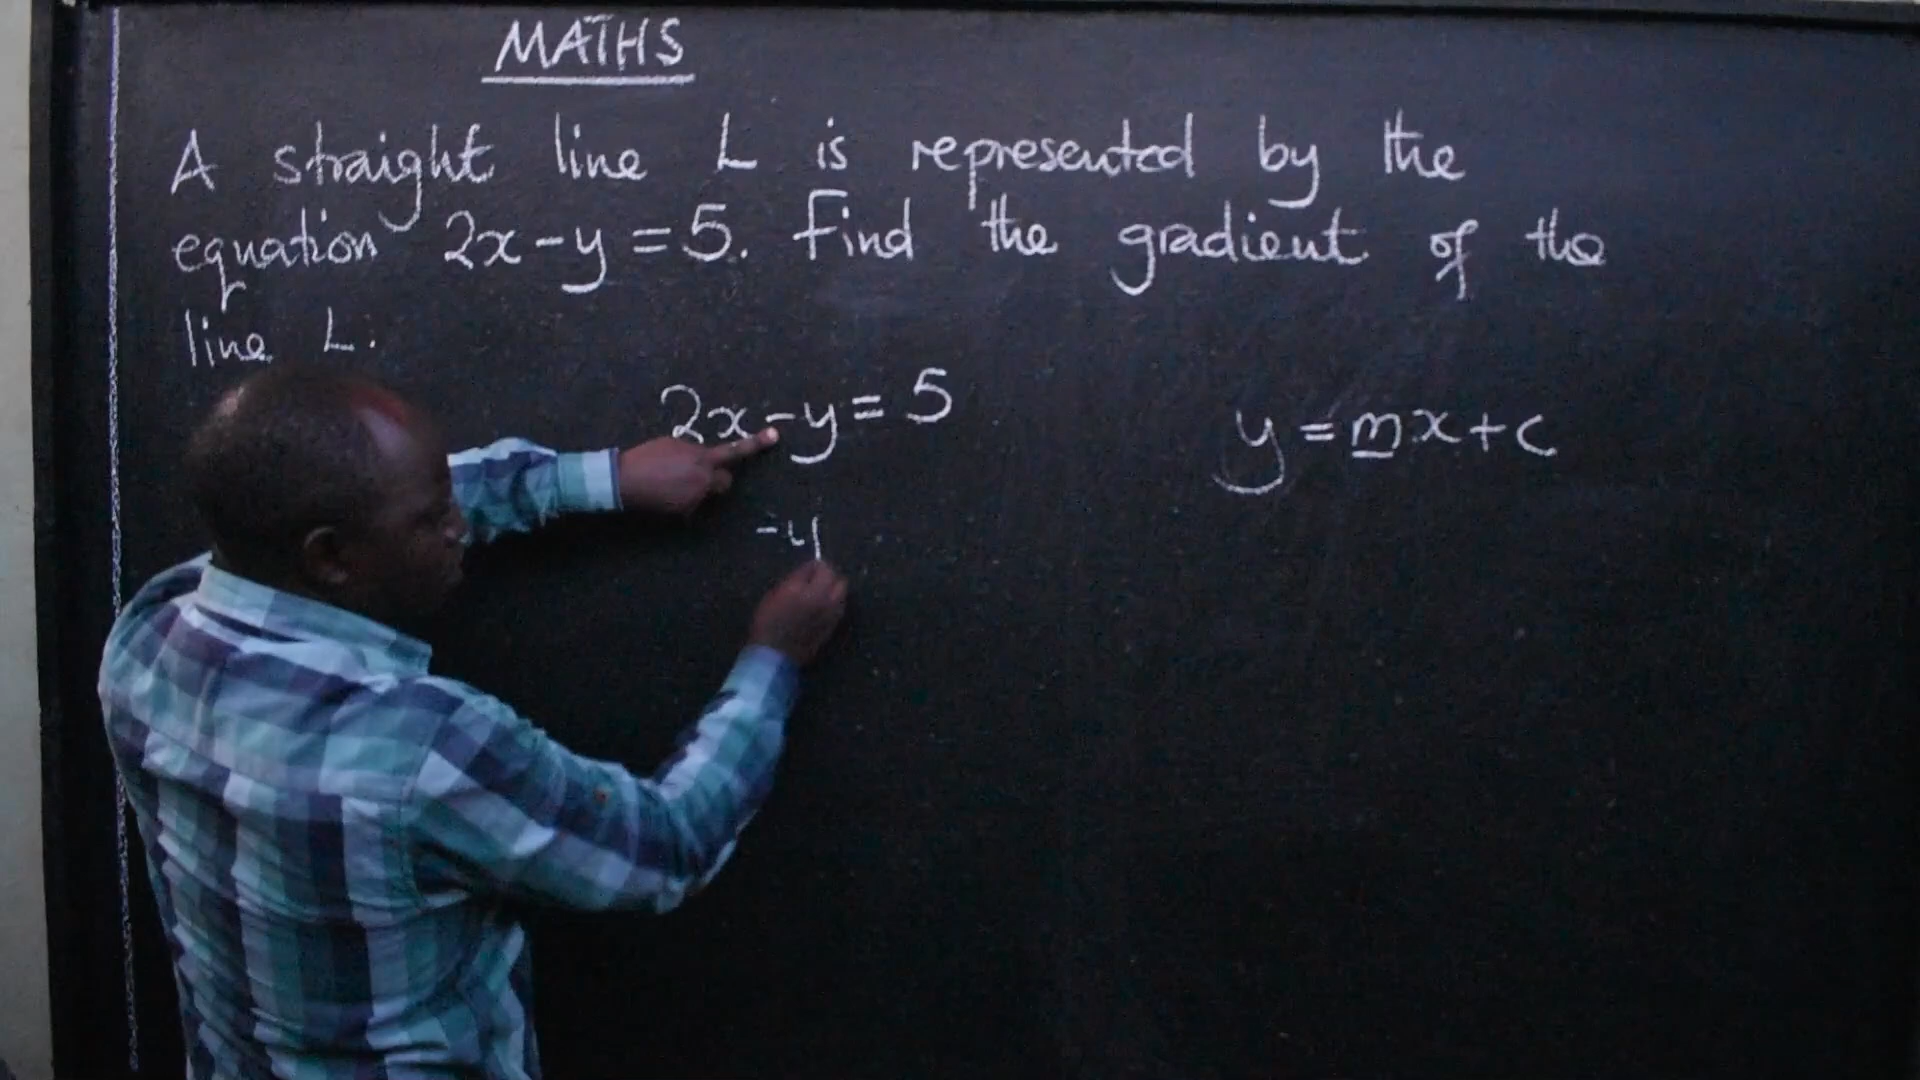 MATHS
A straight line L is represented by the
equation 2x-y=5. Find the gradient of the
line L.
2x-y=5
y=mx+c
-y